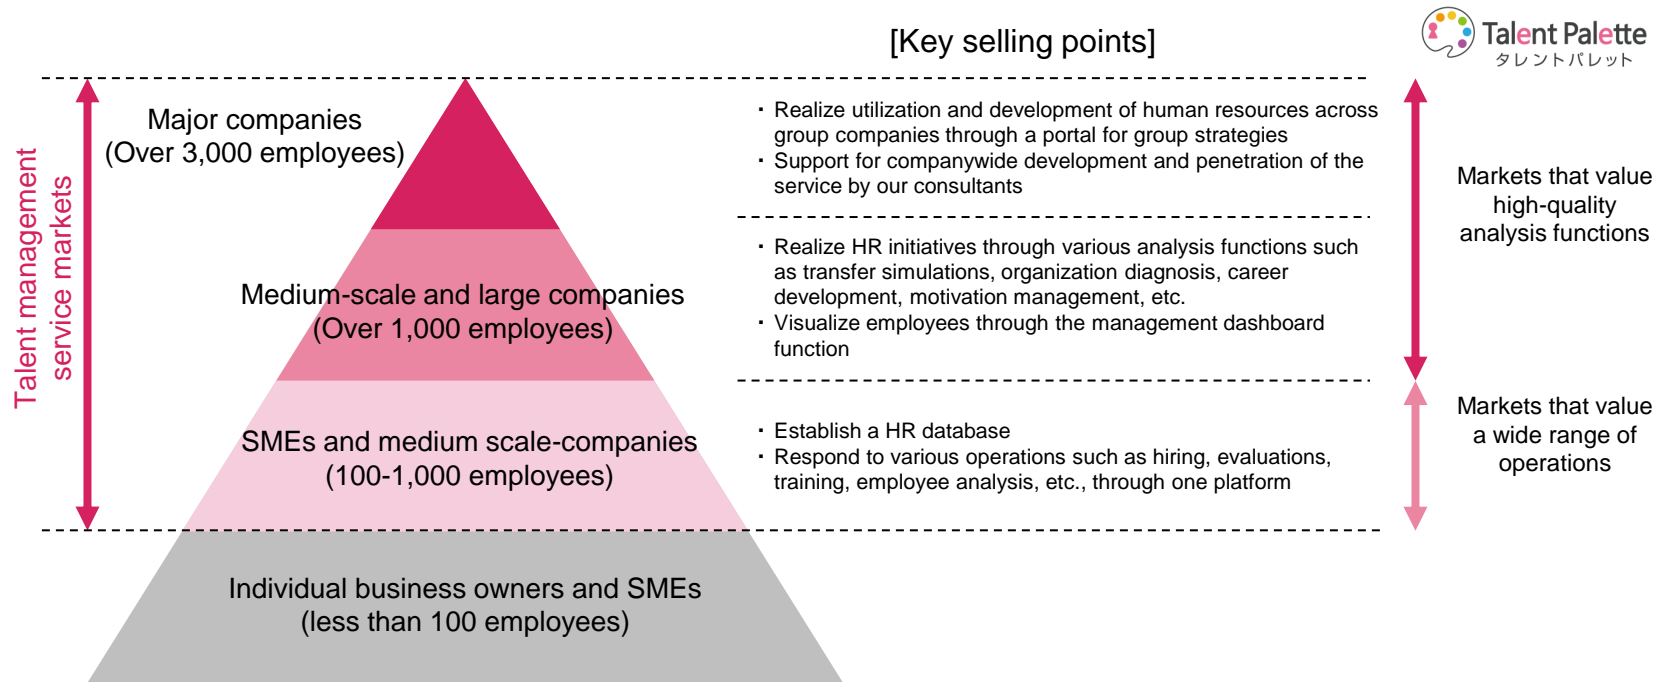 [Key selling points]
Talent Palette
タレントパレット
Talent management
service markets
Major companies
(Over 3,000 employees)
・Realize utilization and development of human resources across
group companies through a portal for group strategies
・Support for companywide development and penetration of the
service by our consultants
Markets that value
high-quality
analysis functions
Medium-scale and large companies
(Over 1,000 employees)
・Realize HR initiatives through various analysis functions such
as transfer simulations, organization diagnosis, career
development, motivation management, etc.
・Visualize employees through the management dashboard
function
SMEs and medium scale-companies
(100-1,000 employees)
・Establish a HR database
・Respond to various operations such as hiring, evaluations,
training, employee analysis, etc., through one platform
Markets that value
a wide range of
operations
Individual business owners and SMEs
(less than 100 employees)